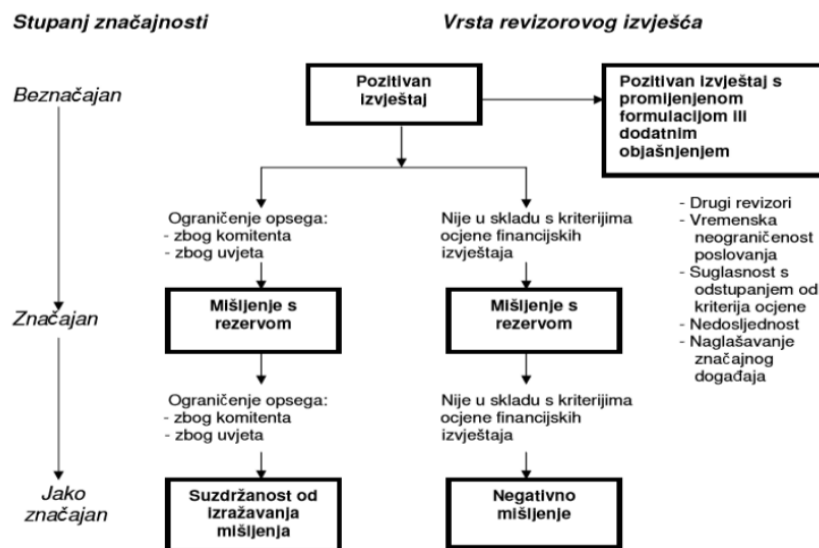 Stupanj značajnosti
Vrsta revizorovog izvješća
Beznačajan
Pozitivan
izvještaj
Pozitivan izvještaj s
promijenjenom
formulacijom ili
dodatnim
objašnjenjem
Ograničenje opsega:
- zbog komitenta
- zbog uvjeta
Nije u skladu s kriterijima
ocjene financijskih
izvještaja
- Drugi revizori
- Vremenska
neograničenost
poslovanja
- Suglasnost s
odstupanjem od
kriterija ocjene
- Nedosljednost
- Naglašavanje
značajnog
događaja
Značajan
Mišljenje s
rezervom
Mišljenje s
rezervom
Ograničenje opsega:
- zbog komitenta
- zbog uvjeta
Nije u skladu s kriterijima
ocjene financijskih
izvještaja
Jako
značajan
Suzdržanost od
izražavanja
mišljenja
Negativno
mišljenje